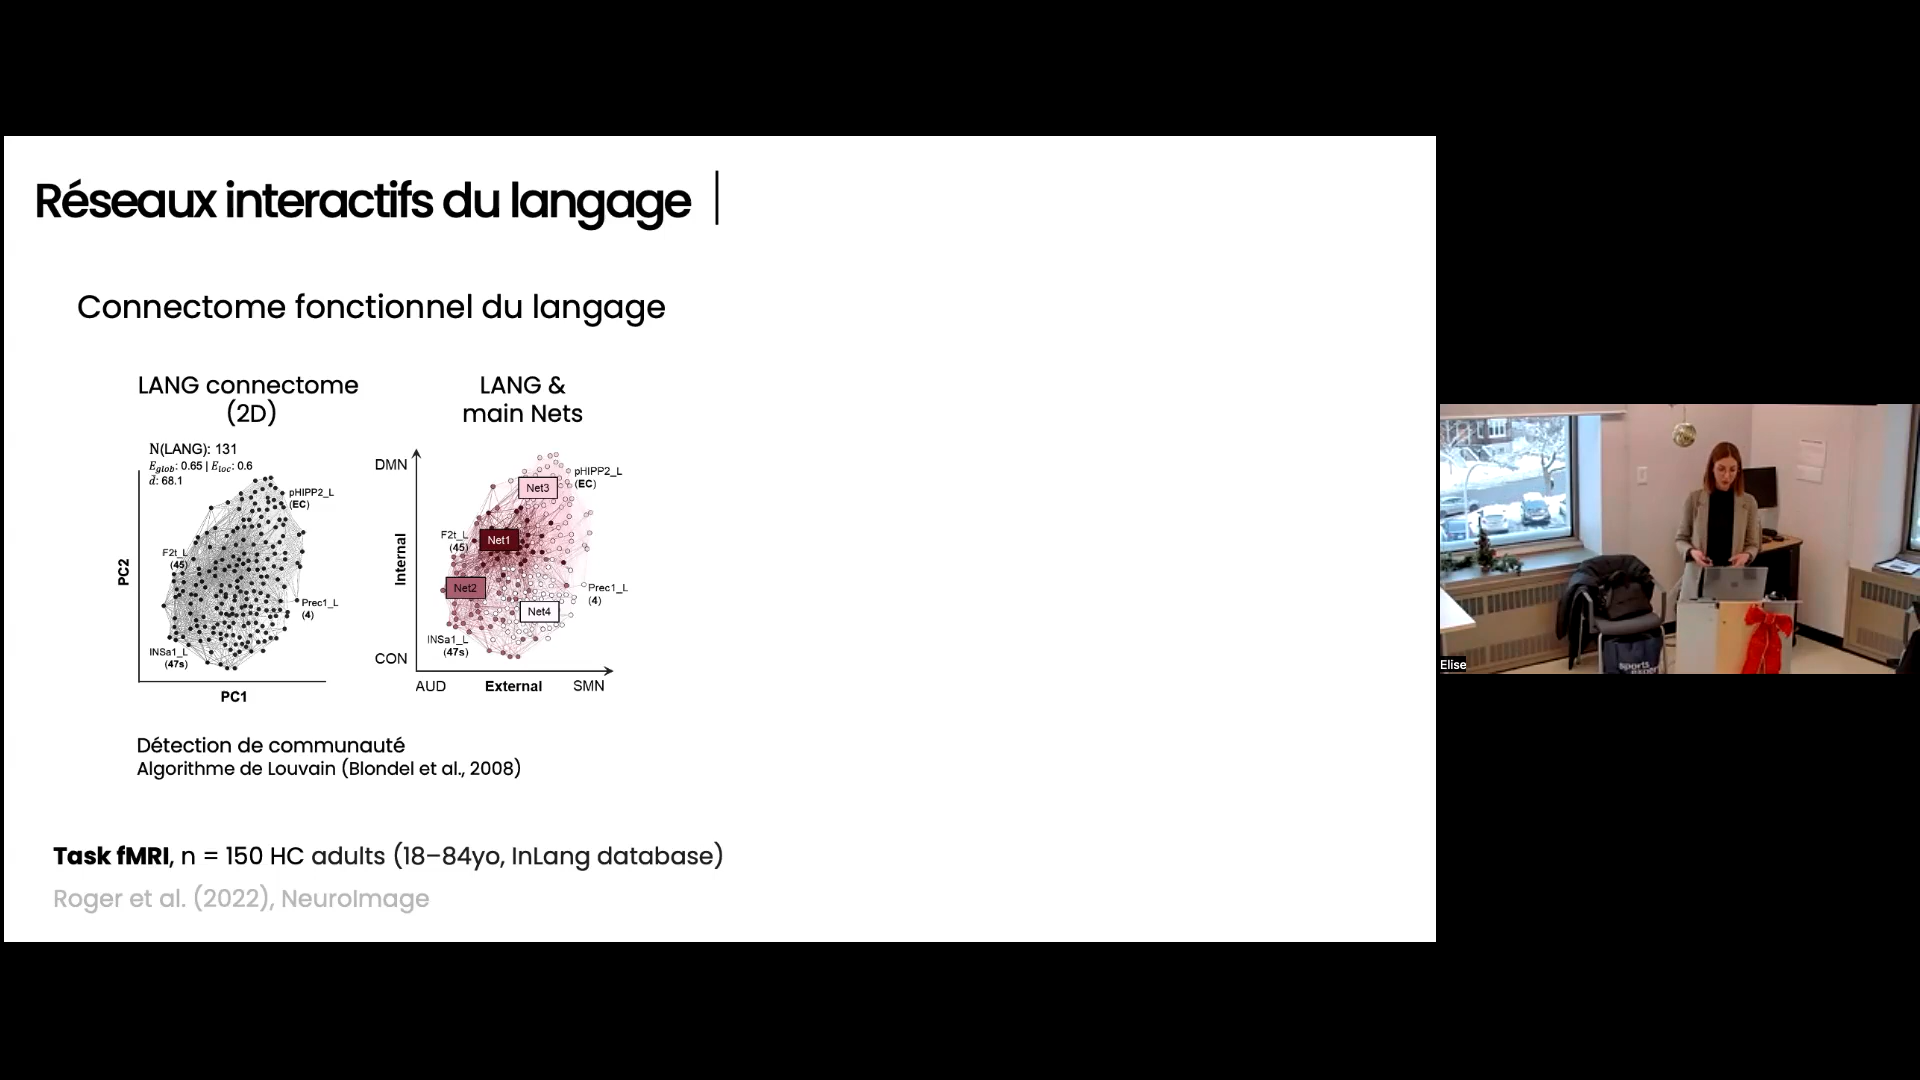 Réseaux interactifs du langage
Connectome fonctionnel du langage
LANG connectome
(2D)
N(LANG): 131
E_glob: 0.65 | E_loc: 0.6
d̄: 68.1
pHIPP2_L
(EC)
F2t_L
(45)
Prec1_L
(4)
INSa1_L
(47s)
PC2
PC1
LANG &
main Nets
DMN
Internal
CON
pHIPP2_L
(EC)
Net3
F2t_L
(45)
Net1
Net2
Prec1_L
(4)
Net4
INSa1_L
(47s)
AUD
External
SMN
Détection de communauté
Algorithme de Louvain (Blondel et al., 2008)
Task fMRI, n = 150 HC adults (18–84yo, InLang database)
Roger et al. (2022), NeuroImage
Elise
sports